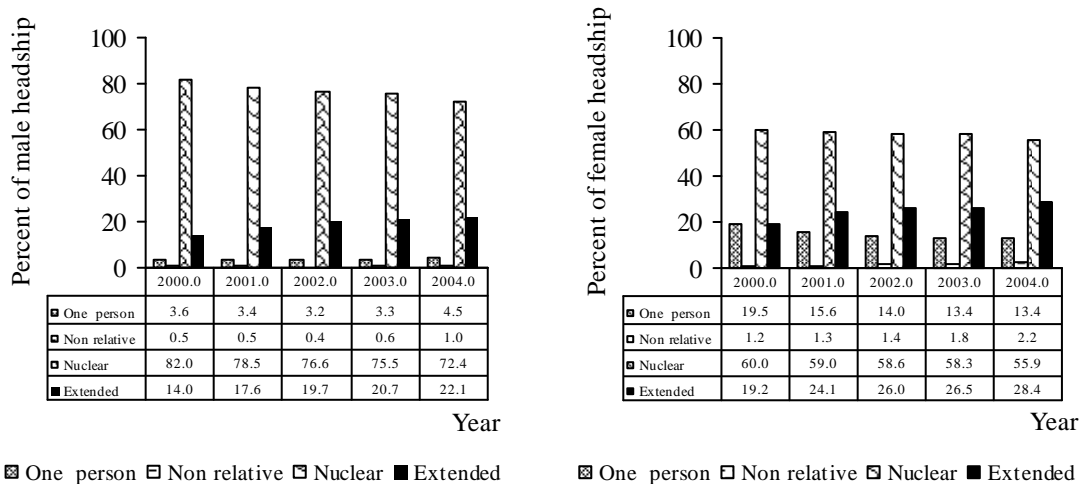 Percent of male headship
100
80
60
40
20
0
2000.0 2001.0 2002.0 2003.0 2004.0
One person 3.6 3.4 3.2 3.3 4.5
Non relative 0.5 0.5 0.4 0.6 1.0
Nuclear 82.0 78.5 76.6 75.5 72.4
Extended 14.0 17.6 19.7 20.7 22.1
Year
One person Non relative Nuclear Extended
Percent of female headship
100
80
60
40
20
0
2000.0 2001.0 2002.0 2003.0 2004.0
One person 19.5 15.6 14.0 13.4 13.4
Non relative 1.2 1.3 1.4 1.8 2.2
Nuclear 60.0 59.0 58.6 58.3 55.9
Extended 19.2 24.1 26.0 26.5 28.4
Year
One person Non relative Nuclear Extended